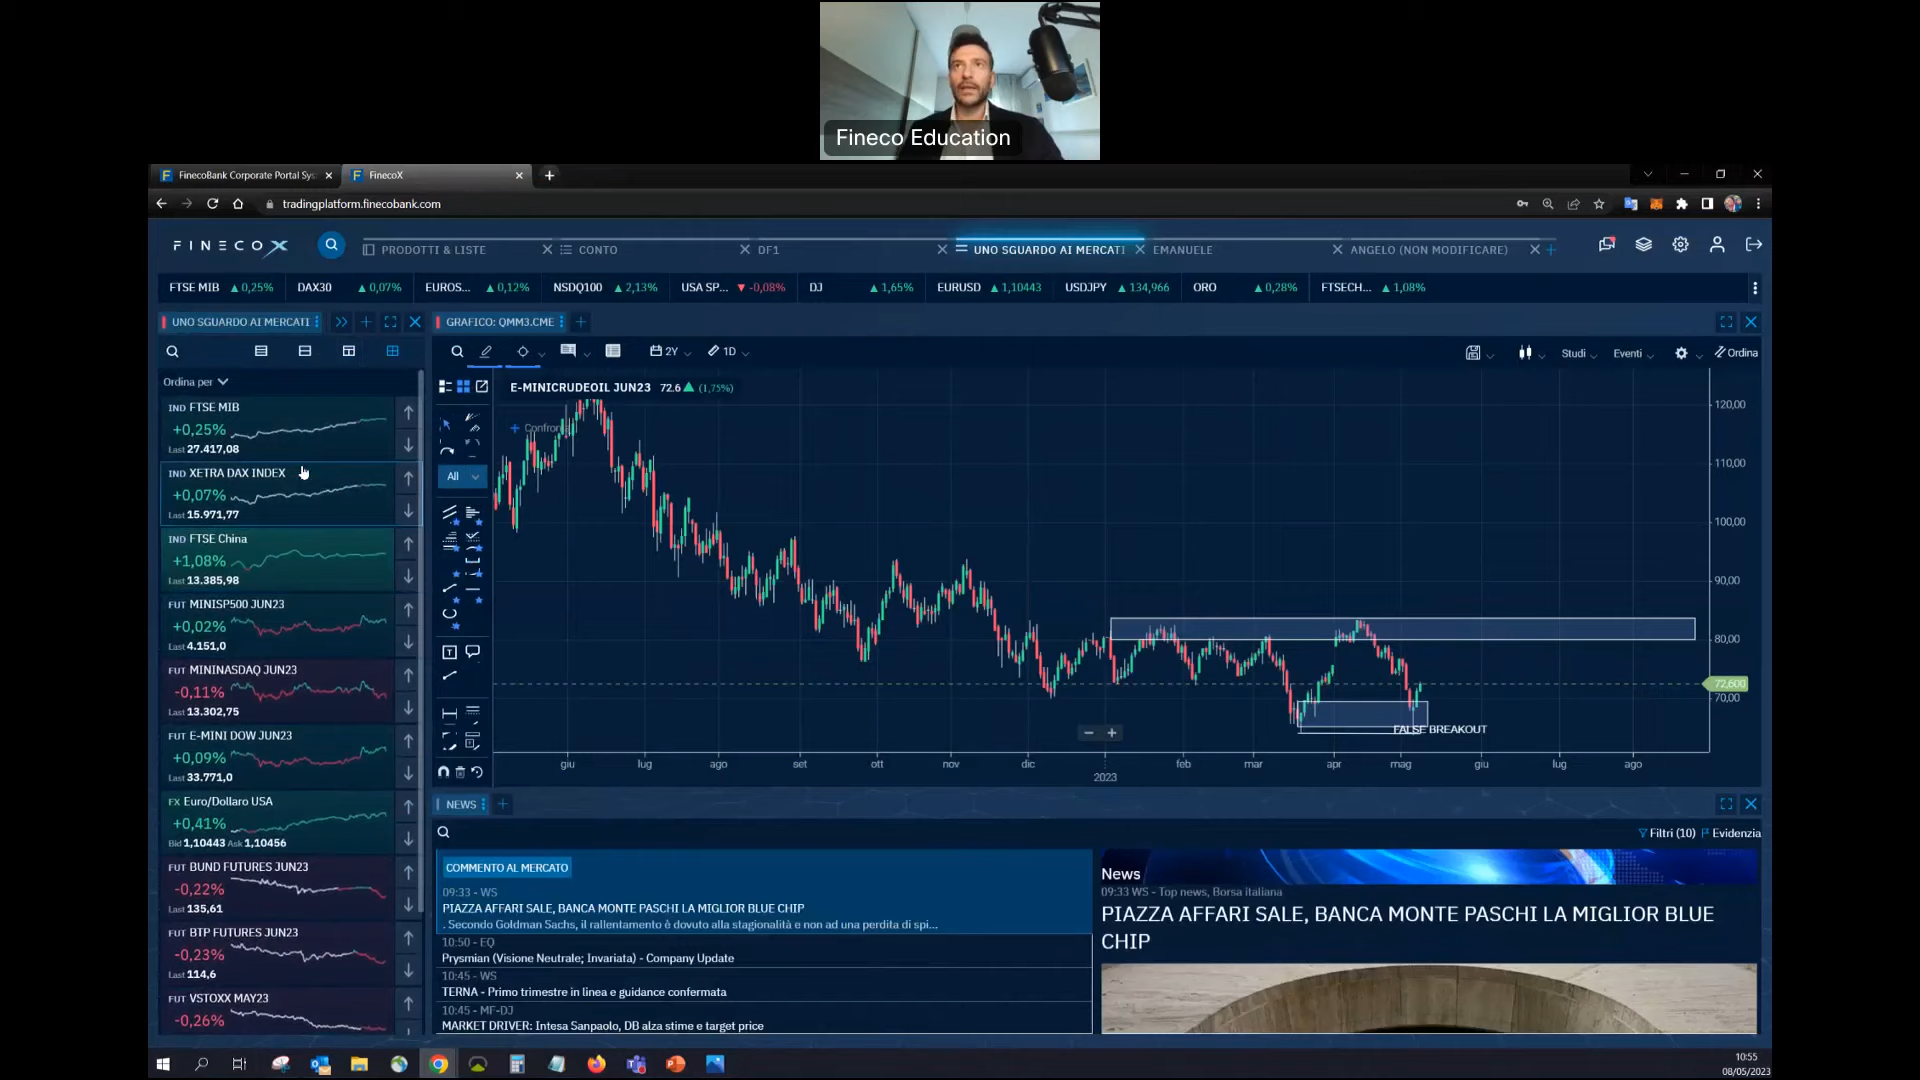 Fineco Education
FinecoBank Corporate Portal Sys
FinecoX
tradingplatform.finecobank.com
FINECOX
PRODOTTI & LISTE
CONTO
DF1
UNO SGUARDO AI MERCATI
EMANUELE
ANGELO (NON MODIFICARE)
FTSE MIB ▲ 0,25%
DAX30 ▲ 0,07%
EUROS... ▲ 0,12%
NSDQ100 ▲ 2,13%
USA SP... ▼ -0,08%
DJ ▲ 1,65%
EURUSD ▲ 1,10443
USDJPY ▲ 134,966
ORO ▲ 0,28%
FTSECH... ▲ 1,08%
UNO SGUARDO AI MERCATI
Ordina per
IND FTSE MIB
+0,25%
Last 27.417,08
IND XETRA DAX INDEX
+0,07%
Last 15.971,77
IND FTSE China
+1,08%
Last 13.385,98
FUT MINISP500 JUN23
+0,02%
Last 4.151,0
FUT MININASDAQ JUN23
-0,11%
Last 13.302,75
FUT E-MINI DOW JUN23
+0,09%
Last 33.771,0
FX Euro/Dollaro USA
+0,41%
Bid 1,10443 Ask 1,10456
FUT BUND FUTURES JUN23
-0,22%
Last 135,61
FUT BTP FUTURES JUN23
-0,23%
Last 114,6
FUT VSTOXX MAY23
-0,26%
GRAFICO: QMM3.CME
2Y
1D
Studi
Eventi
Ordina
E-MINICRUDEOIL JUN23 72.6 ▲ (1,75%)
Confronta
All
T
120,00
110,00
100,00
90,00
80,00
72,600
70,00
FALSE BREAKOUT
giu lug ago set ott nov dic 2023 feb mar apr mag giu lug ago
NEWS
Filtri (10)
Evidenzia
COMMENTO AL MERCATO
09:33 - WS
PIAZZA AFFARI SALE, BANCA MONTE PASCHI LA MIGLIOR BLUE CHIP
. Secondo Goldman Sachs, il rallentamento è dovuto alla stagionalità e non ad una perdita di spi...
10:50 - EQ
Prysmian (Visione Neutrale; Invariata) - Company Update
10:45 - WS
TERNA - Primo trimestre in linea e guidance confermata
10:45 - MF-DJ
MARKET DRIVER: Intesa Sanpaolo, DB alza stime e target price
News
09:33 WS - Top news, Borsa italiana
PIAZZA AFFARI SALE, BANCA MONTE PASCHI LA MIGLIOR BLUE
CHIP
10:55
08/05/2023